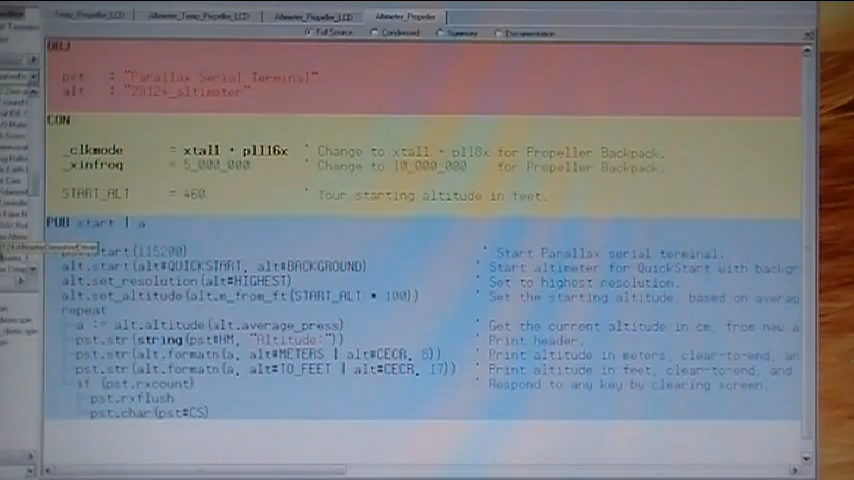 Temp_Propeller_LCD Altimeter_Temp_Propeller_LCD Altmeter_Propeller_LCD Altmeter_Propeller
Full Source Condensed Summary Documentation
OBJ
pst : "Parallax Serial Terminal"
alt : "29124_altimeter"
CON
_clkmode = xtal1 + pll16x ' Change to xtal1 + pll8x for Propeller Backpack.
_xinfreq = 5_000_000 ' Change to 10_000_000 for Propeller Backpack.
START_ALT = 460 ' Your starting altitude in feet.
PUB start | a
start(115200) ' Start Parallax serial terminal.
alt.start(alt#QUICKSTART, alt#BACKGROUND) ' Start altimeter for QuickStart with backgr
alt.set_resolution(alt#HIGHEST) ' Set to highest resolution.
alt.set_altitude(alt.m_from_ft(START_ALT * 100)) ' Set the starting altitude, based on averag
repeat
a := alt.altitude(alt.average_press) ' Get the current altitude in cm, from new a
pst.str(string(pst#HM, "Altitude:")) ' Print header.
pst.str(alt.formatn(a, alt#METERS | alt#CECR, 8)) ' Print altitude in meters, clear-to-end, an
pst.str(alt.formatn(a, alt#TO_FEET | alt#CECR, 17)) ' Print altitude in feet, clear-to-end, and
if (pst.rxcount) ' Respond to any key by clearing screen.
pst.rxflush
pst.char(pst#CS)